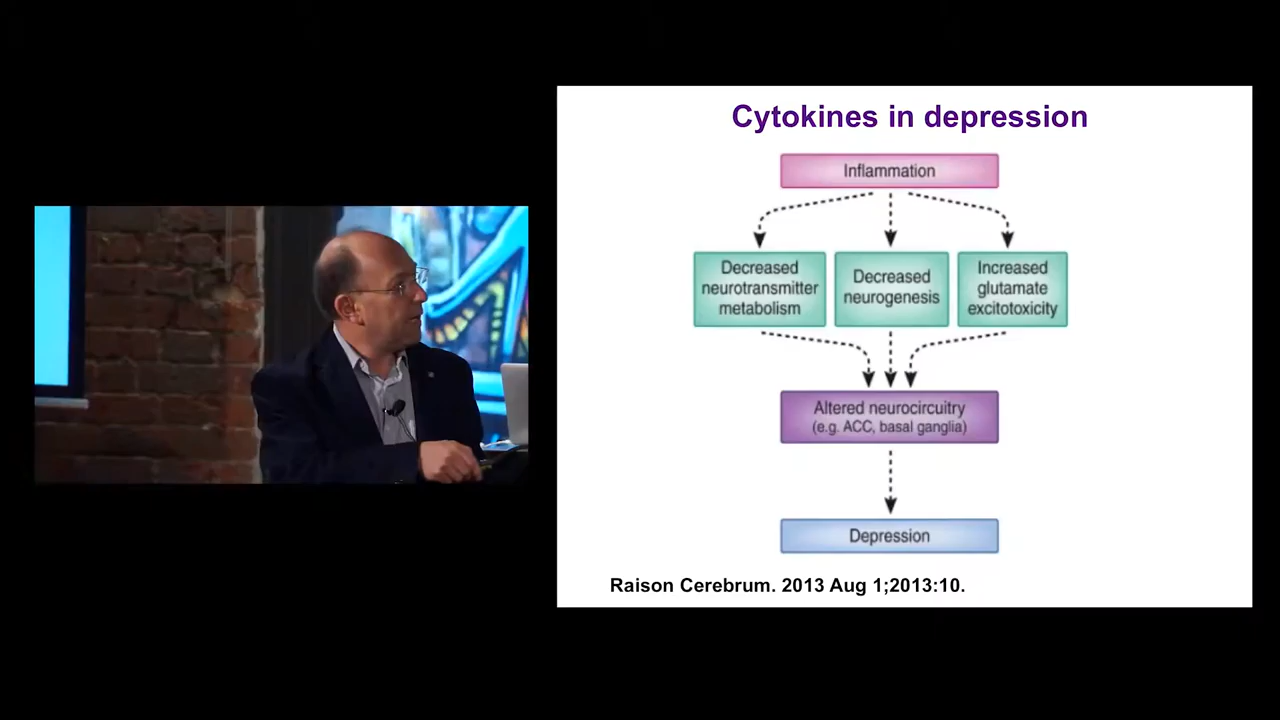 Cytokines in depression
Inflammation
Decreased
neurotransmitter
metabolism
Decreased
neurogenesis
Increased
glutamate
excitotoxicity
Altered neurocircuitry
(e.g. ACC, basal ganglia)
Depression
Raison Cerebrum. 2013 Aug 1;2013:10.